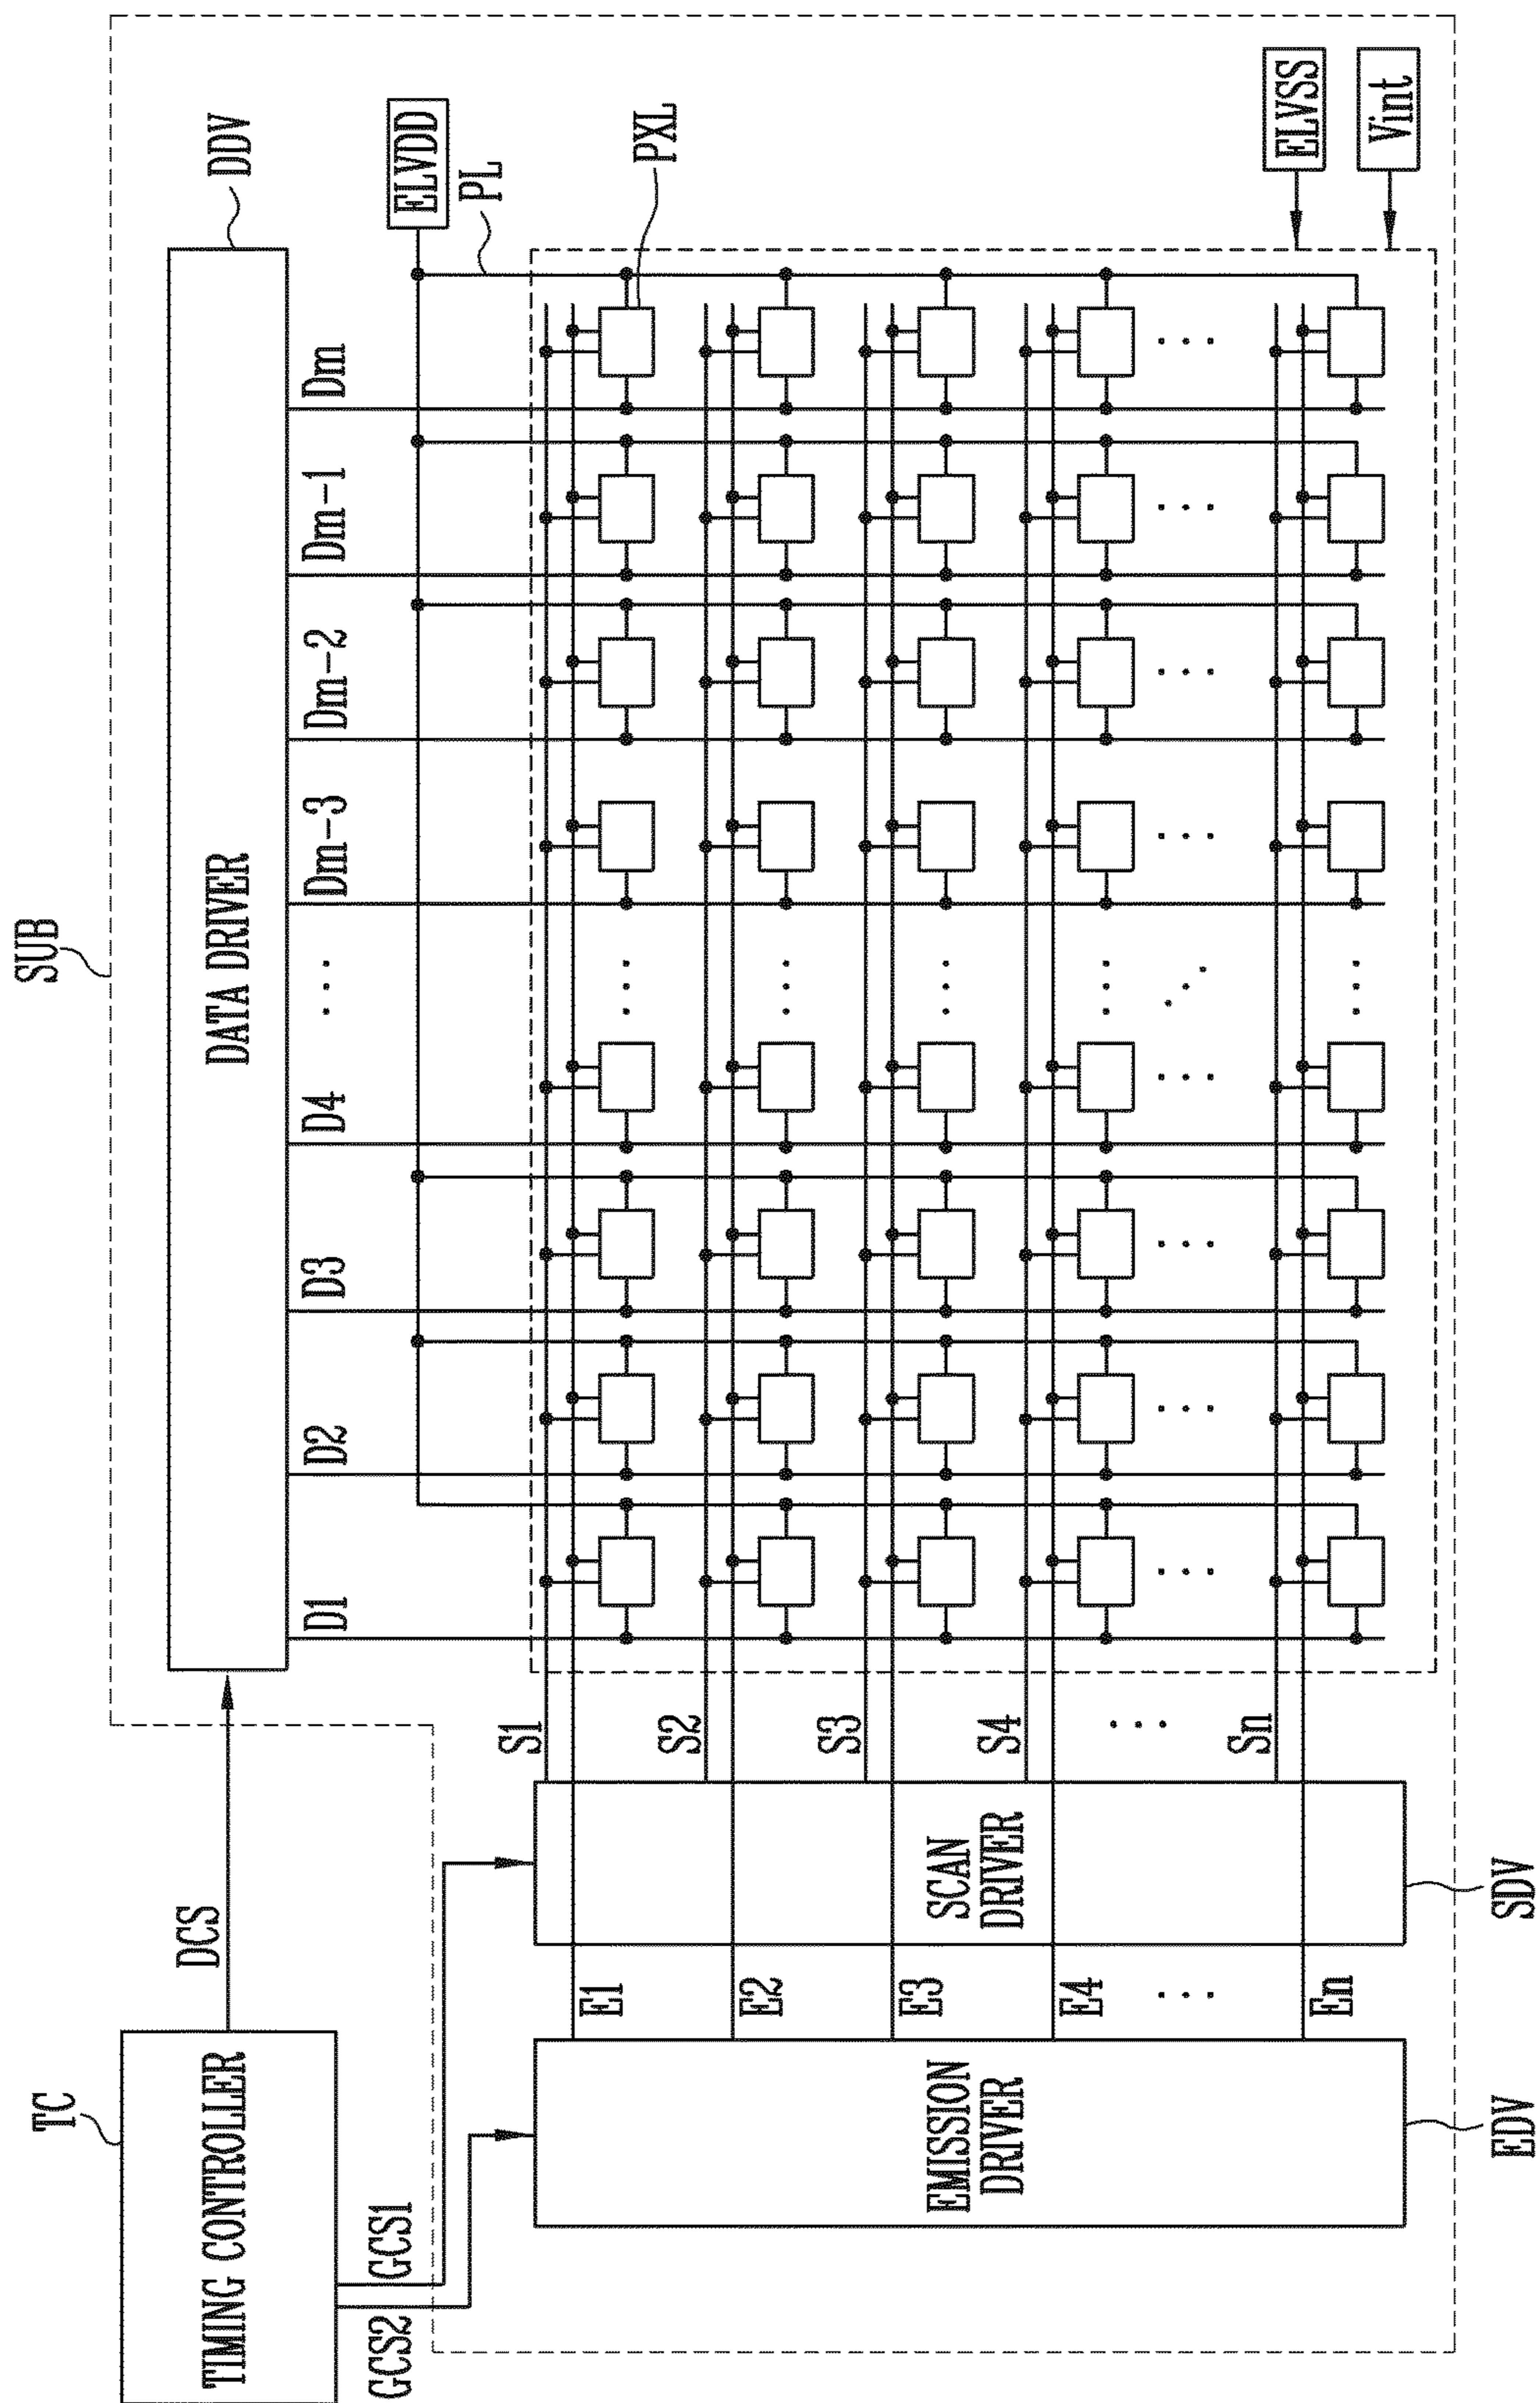 SUB
TC
TIMING CONTROLLER
DCS
DATA DRIVER
DDV
GCS2
GCS1
D1
D2
D3
D4
. . .
Dm-3
Dm-2
Dm-1
Dm
ELVDD
PL
PXL
EMISSION
DRIVER
SCAN
DRIVER
E1
E2
E3
E4
. . .
En
S1
S2
S3
S4
. . .
Sn
ELVSS
Vint
EDV
SDV